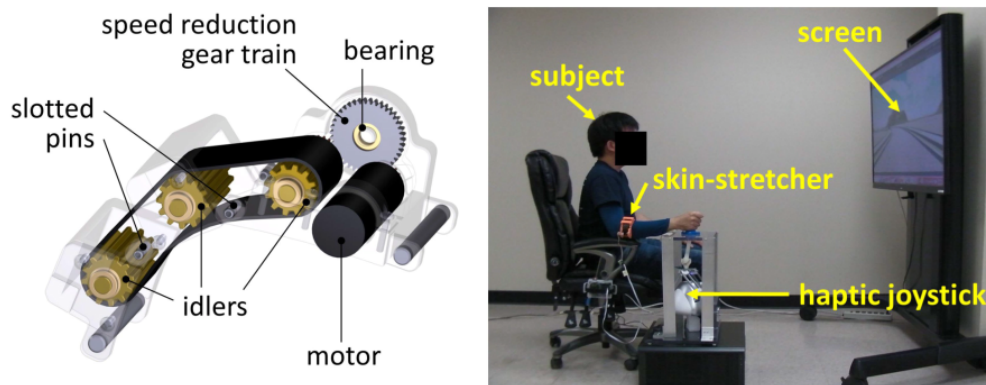 speed reduction
gear train
bearing
slotted
pins
idlers
motor
screen
subject
skin-stretcher
haptic joystick